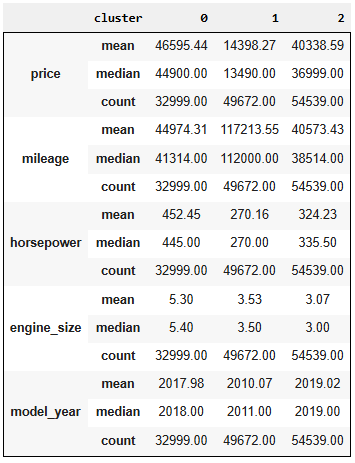 cluster 0 1 2
mean 46595.44 14398.27 40338.59
price median 44900.00 13490.00 36999.00
count 32999.00 49672.00 54539.00
mean 44974.31 117213.55 40573.43
mileage median 41314.00 112000.00 38514.00
count 32999.00 49672.00 54539.00
mean 452.45 270.16 324.23
horsepower median 445.00 270.00 335.50
count 32999.00 49672.00 54539.00
mean 5.30 3.53 3.07
engine_size median 5.40 3.50 3.00
count 32999.00 49672.00 54539.00
mean 2017.98 2010.07 2019.02
model_year median 2018.00 2011.00 2019.00
count 32999.00 49672.00 54539.00